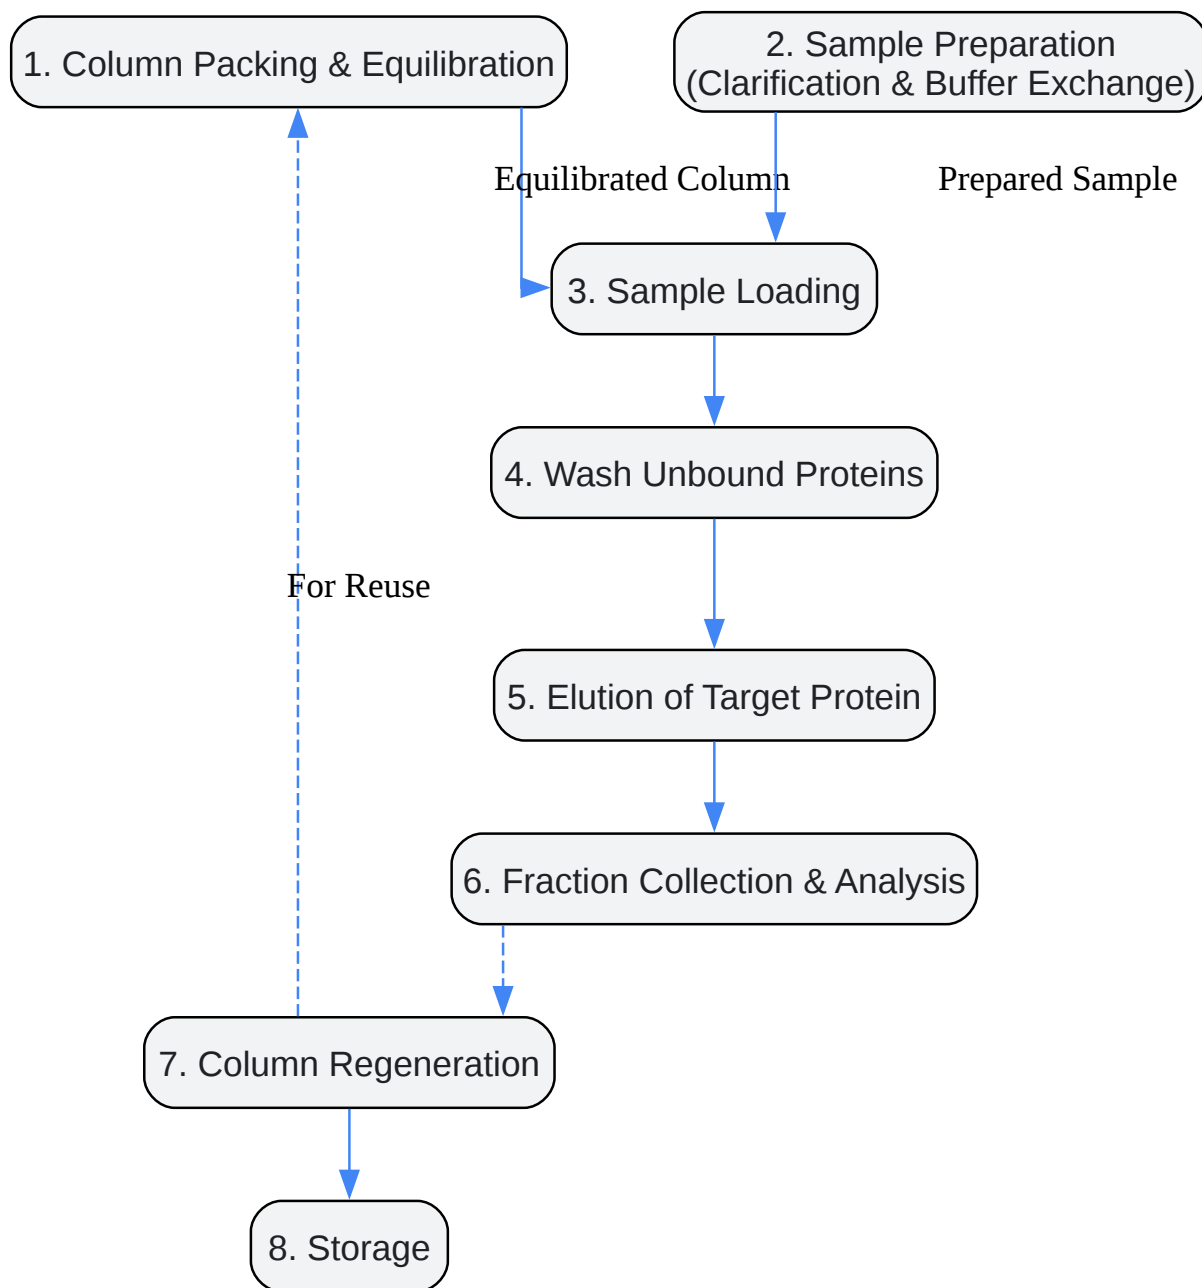 1. Column Packing & Equilibration
2. Sample Preparation
(Clarification & Buffer Exchange)
Equilibrated Column
Prepared Sample
3. Sample Loading
4. Wash Unbound Proteins
For Reuse
5. Elution of Target Protein
6. Fraction Collection & Analysis
7. Column Regeneration
8. Storage